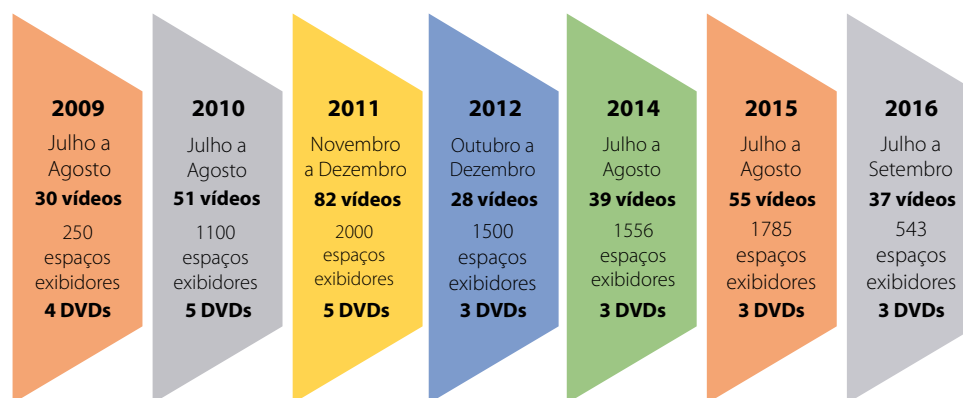 2009
Julho a
Agosto
30 vídeos
250
espaços
exibidores
4 DVDs
2010
Julho a
Agosto
51 vídeos
1100
espaços
exibidores
5 DVDs
2011
Novembro
a Dezembro
82 vídeos
2000
espaços
exibidores
5 DVDs
2012
Outubro a
Dezembro
28 vídeos
1500
espaços
exibidores
3 DVDs
2014
Julho a
Agosto
39 vídeos
1556
espaços
exibidores
3 DVDs
2015
Julho a
Agosto
55 vídeos
1785
espaços
exibidores
3 DVDs
2016
Julho a
Setembro
37 vídeos
543
espaços
exibidores
3 DVDs